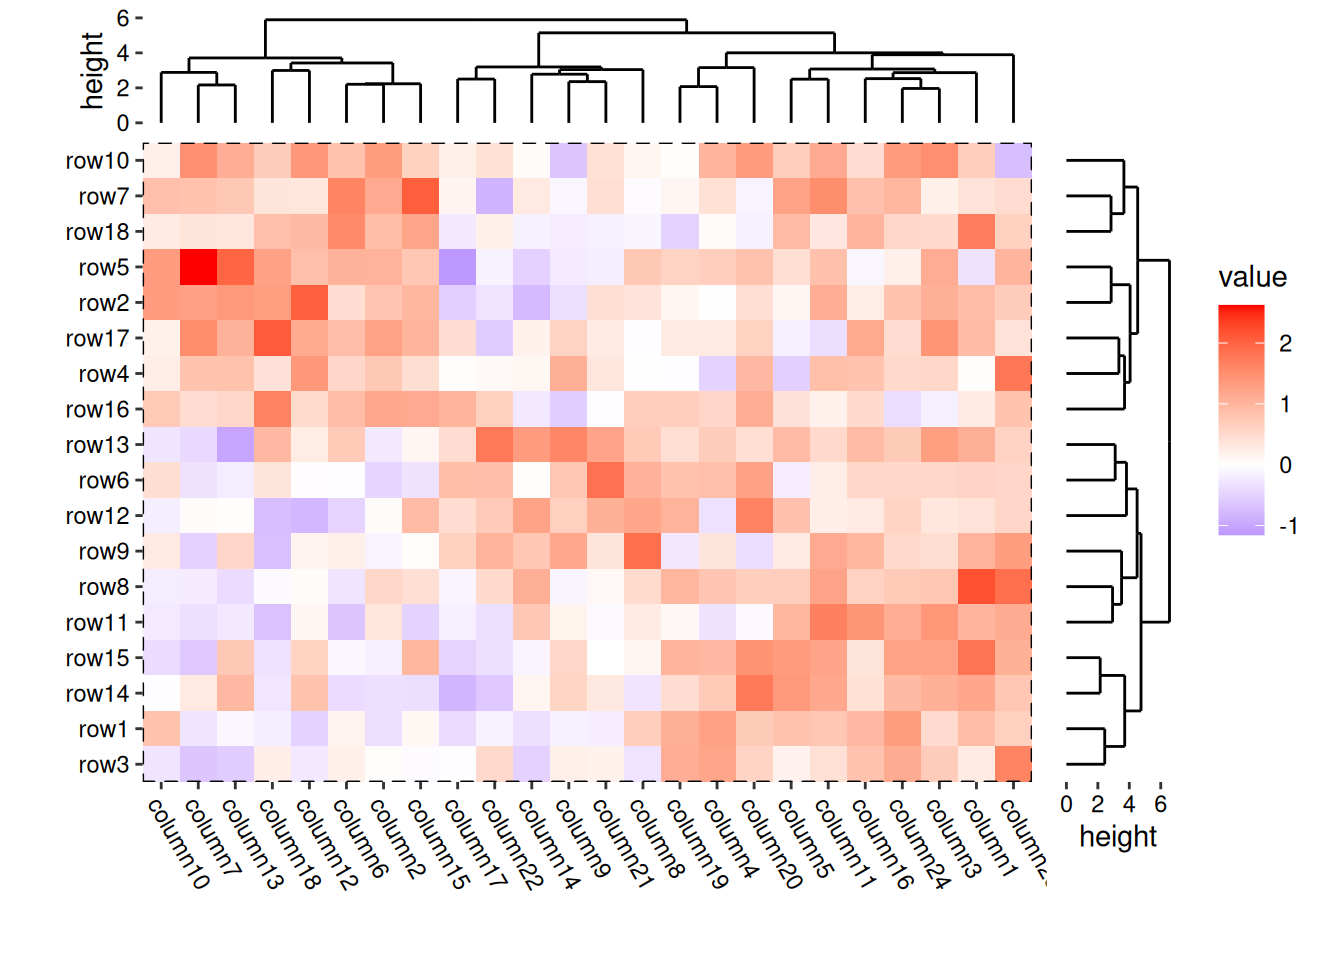 6
4
2
0
height
row10
row7
row18
row5
row2
row17
row4
row16
row13
row6
row12
row9
row8
row11
row15
row14
row1
row3
column10
column7
column13
column18
column12
column6
column2
column15
column17
column22
column14
column9
column21
column8
column19
column4
column20
column5
column11
column16
column24
column3
column1
0 2 4 6
height
value
2
1
0
-1